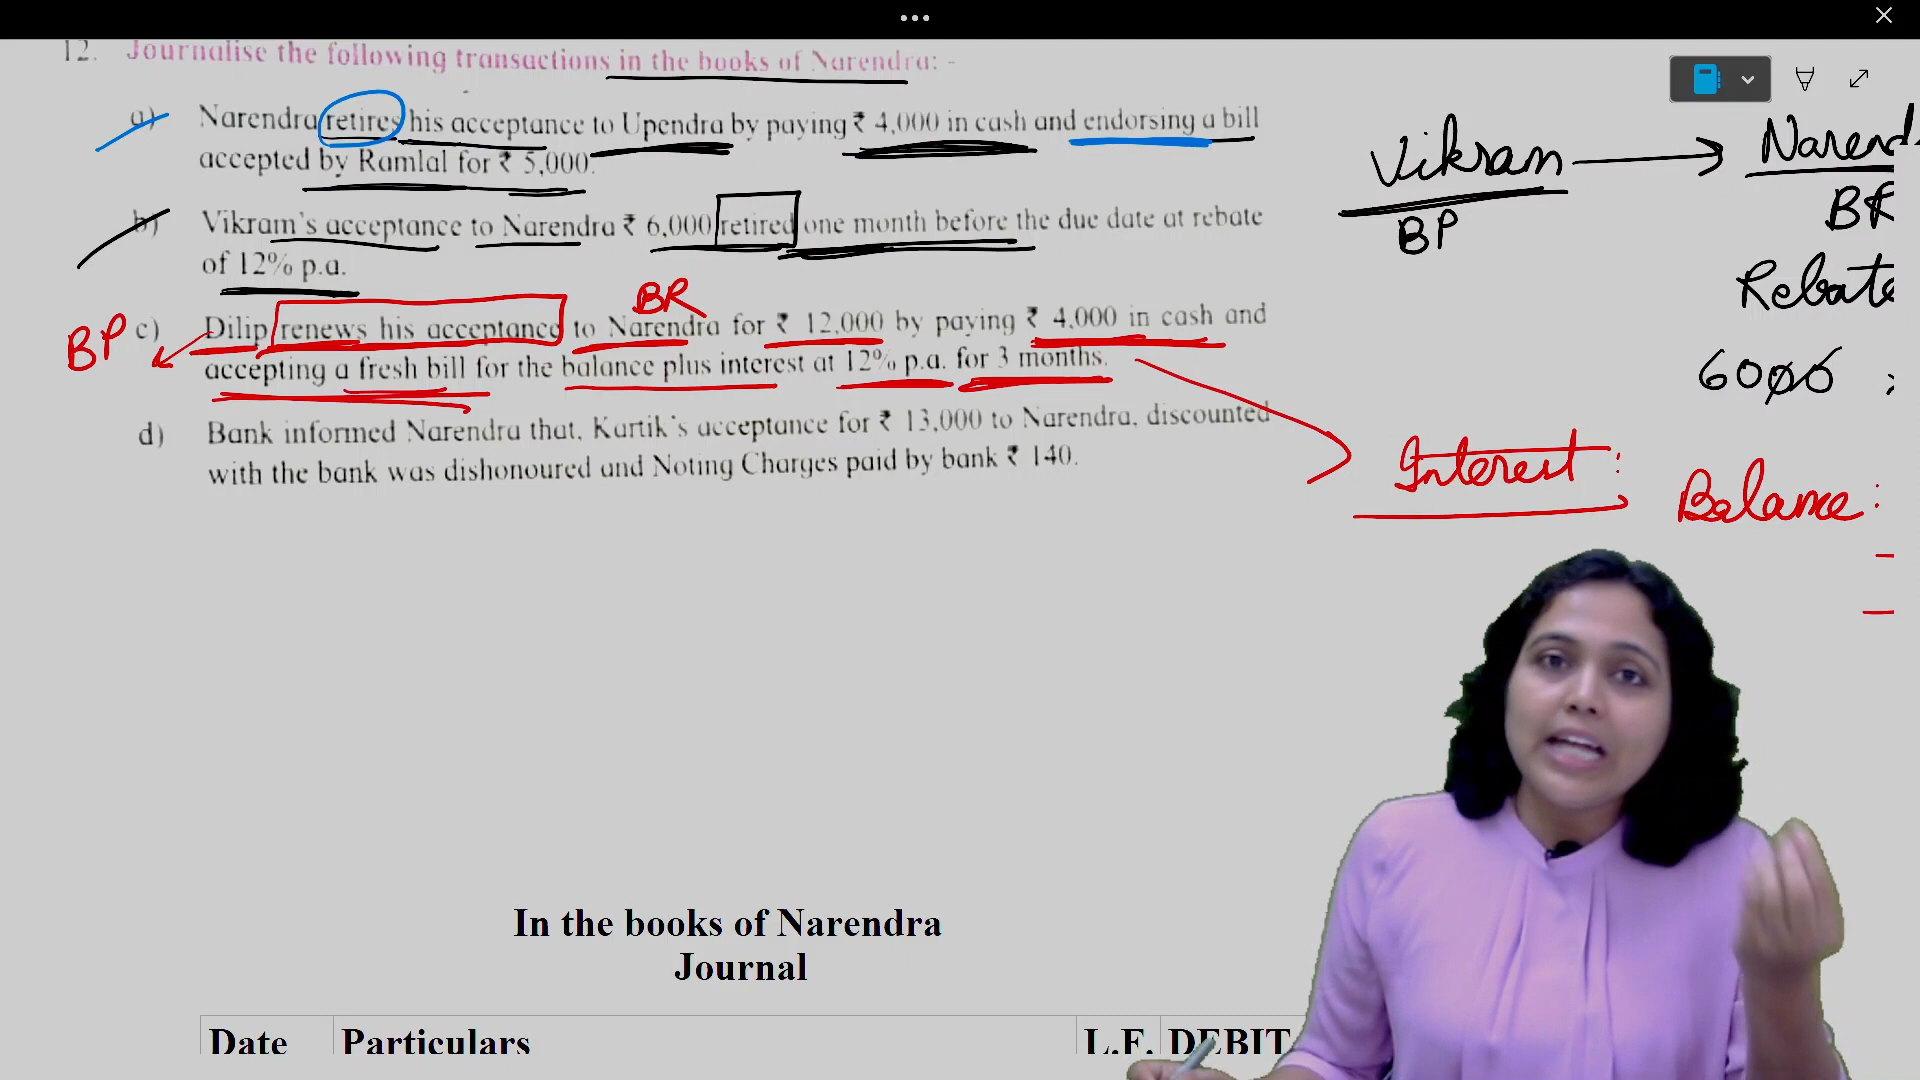 12. Journalise the following transactions in the books of Narendra: -
a) Narendra retires his acceptance to Upendra by paying ₹ 4,000 in cash and endorsing a bill
accepted by Ramlal for ₹ 5,000.
b) Vikram's acceptance to Narendra ₹ 6,000 retired one month before the due date at rebate
of 12% p.a.
BR
BP
c) Dilip renews his acceptance to Narendra for ₹ 12,000 by paying ₹ 4,000 in cash and
accepting a fresh bill for the balance plus interest at 12% p.a. for 3 months.
d) Bank informed Narendra that, Kartik's acceptance for ₹ 13,000 to Narendra, discounted
with the bank was dishonoured and Noting Charges paid by bank ₹ 140.
Vikram → Narend
BP BR
Rebate
6000
Interest:
Balance:
In the books of Narendra
Journal
Date Particulars L.F. DEBIT